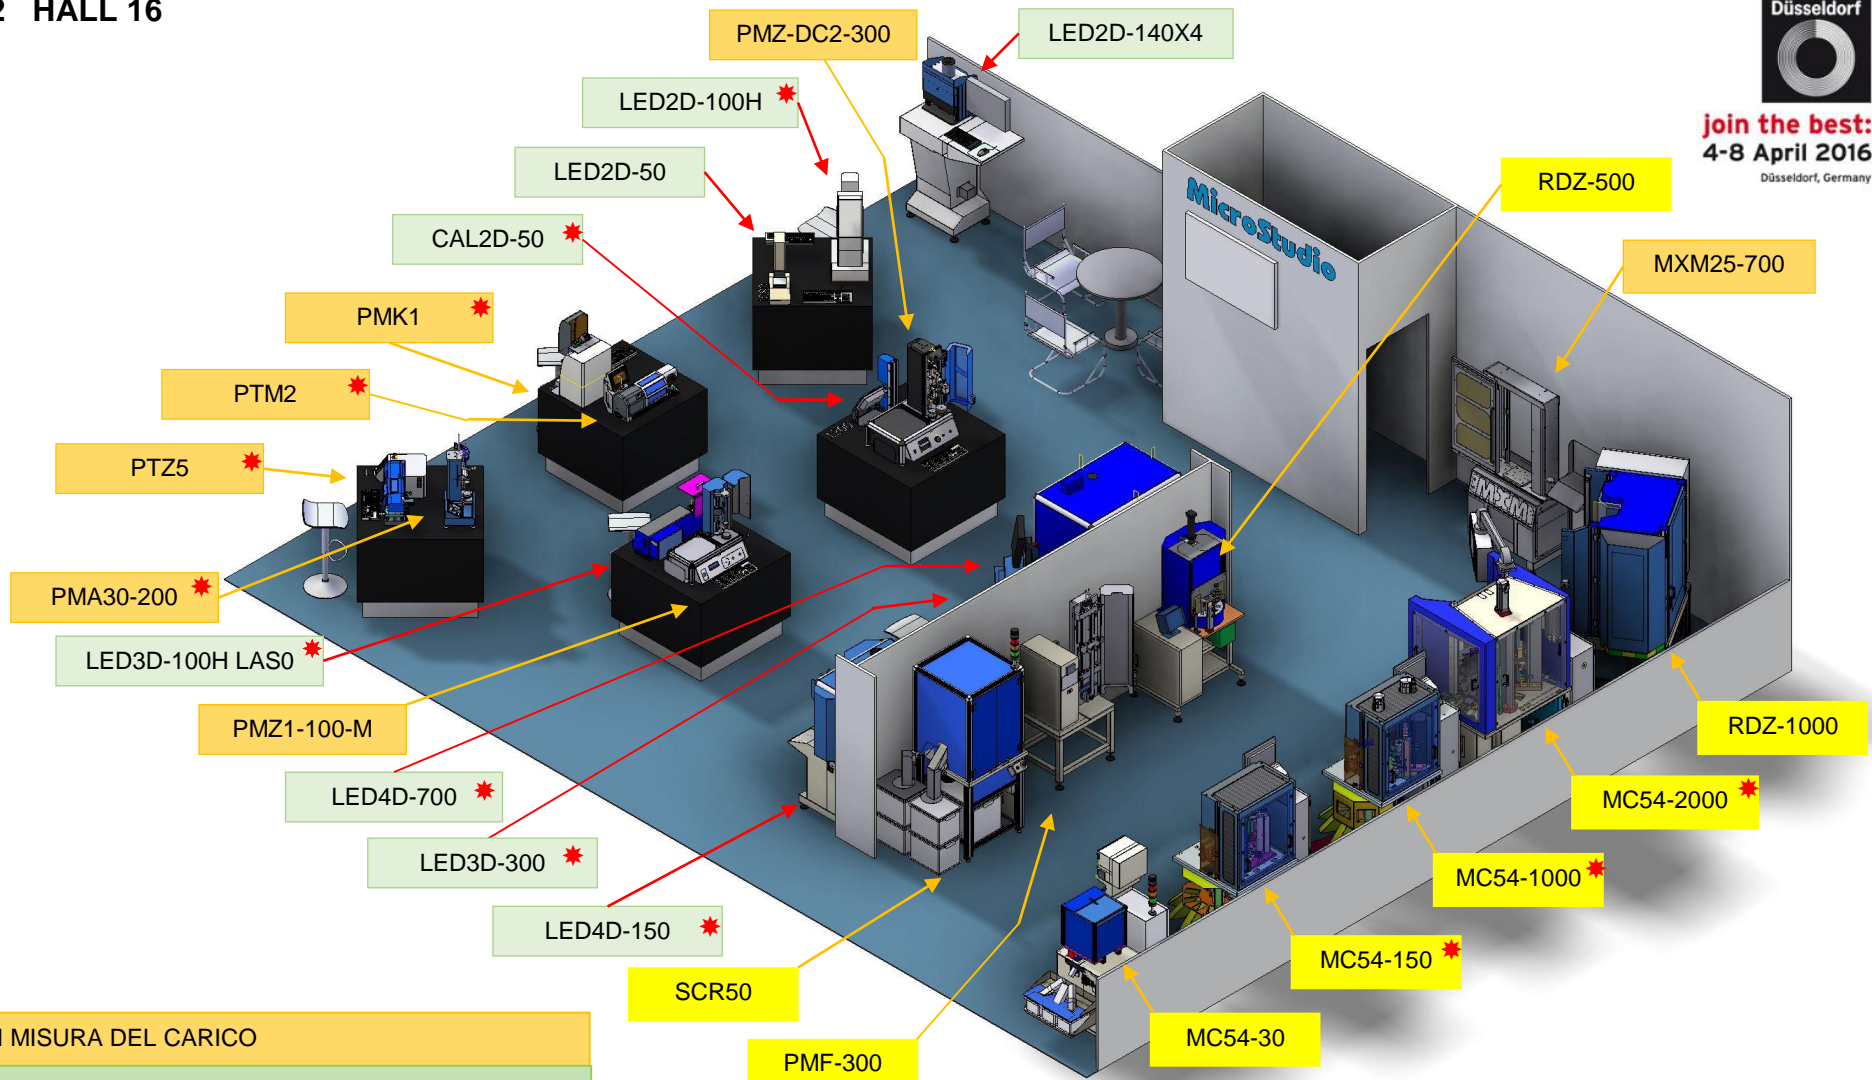 2 HALL 16
Düsseldorf
join the best:
4-8 April 2016
Düsseldorf, Germany
PMZ-DC2-300
LED2D-140X4
LED2D-100H
LED2D-50
CAL2D-50
PMK1
PTM2
PTZ5
PMA30-200
LED3D-100H LAS0
PMZ1-100-M
LED4D-700
LED3D-300
LED4D-150
SCR50
PMF-300
MC54-30
MC54-150
MC54-1000
MC54-2000
RDZ-1000
MXM25-700
RDZ-500
MicroStudio
MXM
MISURA DEL CARICO